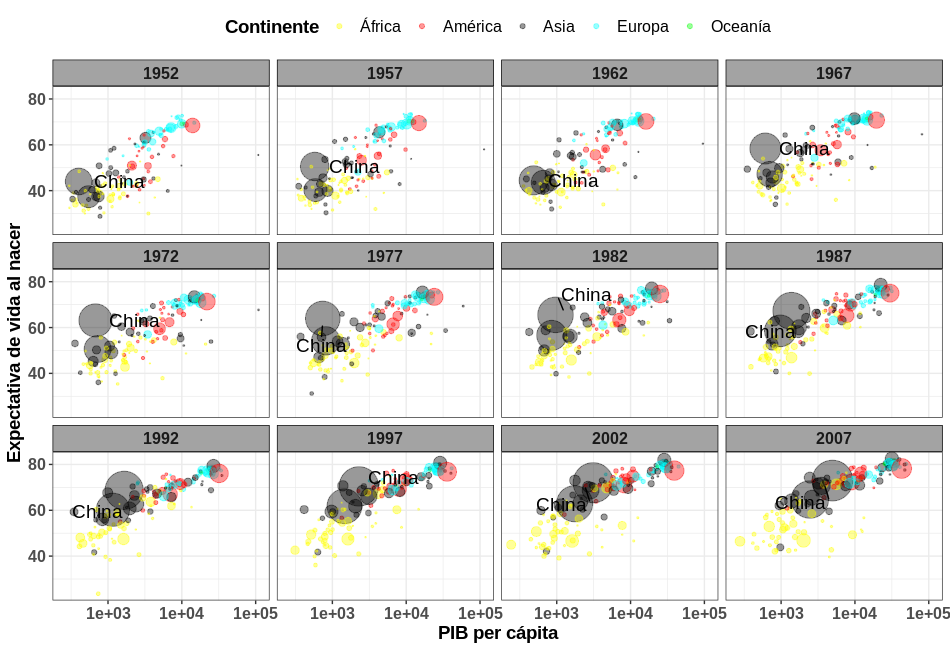 Continente África América Asia Europa Oceanía
1952 1957 1962 1967
80
60
40
China China China China
1972 1977 1982 1987
80
60
40
China China China China
1992 1997 2002 2007
80
60
40
China China China China
1e+03 1e+04 1e+05 1e+03 1e+04 1e+05 1e+03 1e+04 1e+05 1e+03 1e+04 1e+05
PIB per cápita
Expectativa de vida al nacer